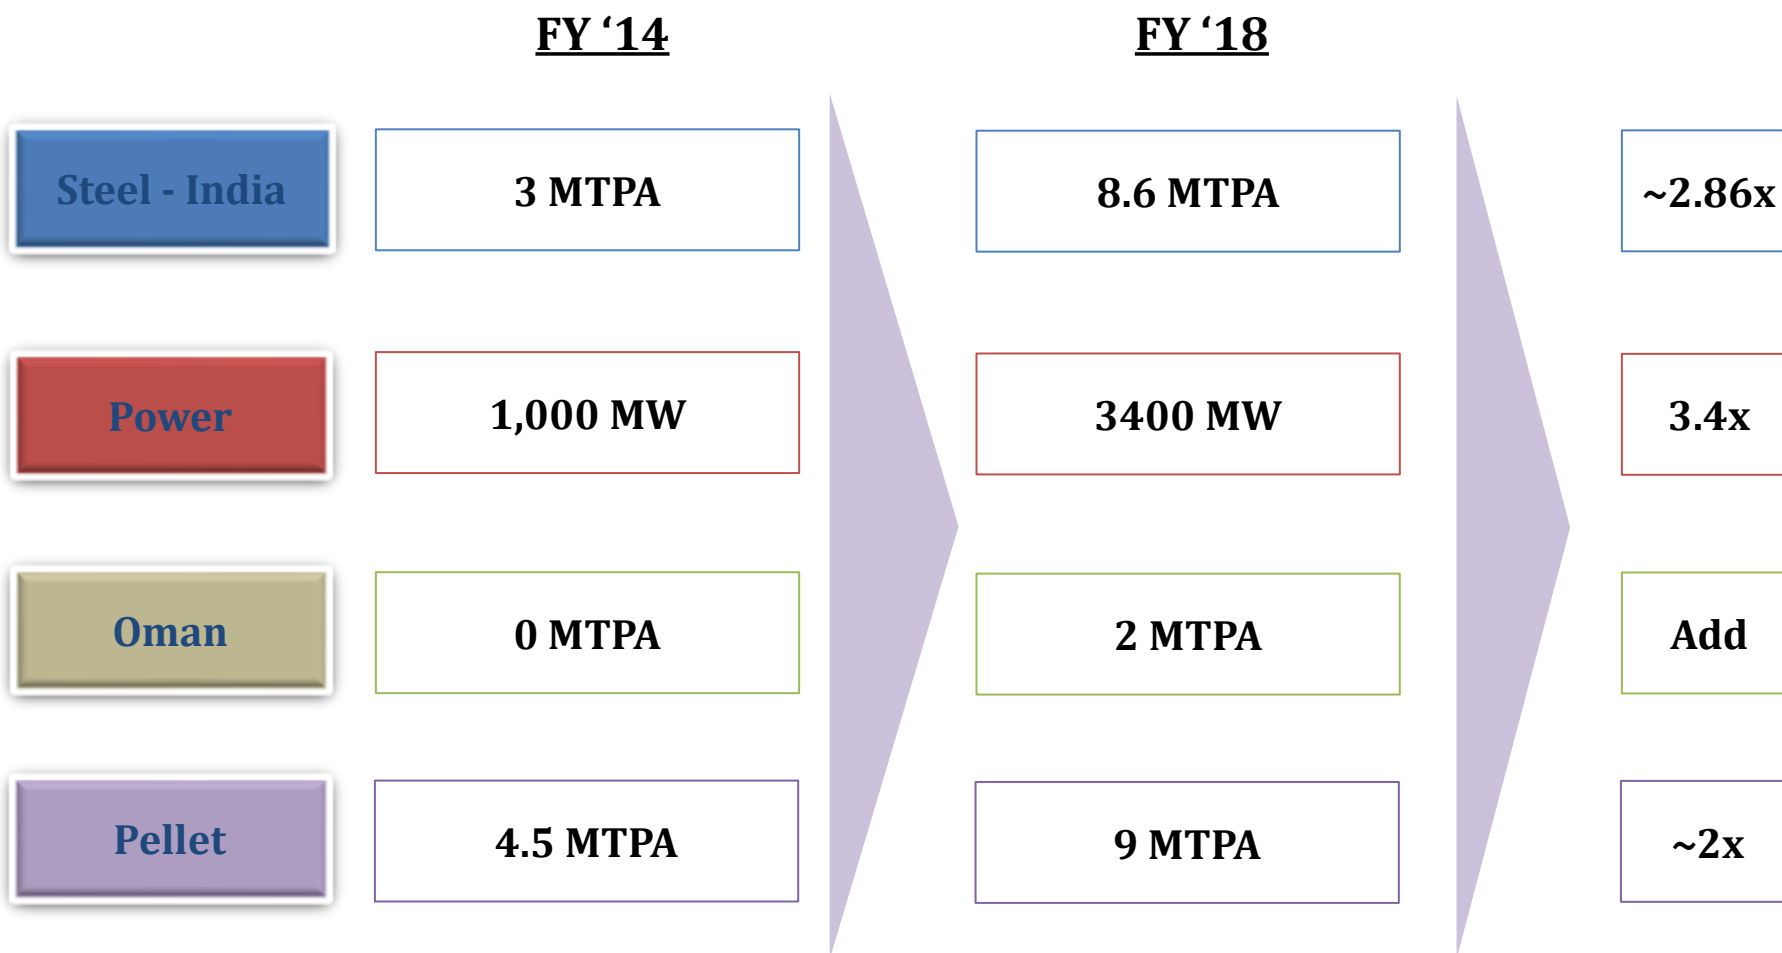 FY ‘14 FY ‘18
Steel - India 3 MTPA 8.6 MTPA ~2.86x
Power 1,000 MW 3400 MW 3.4x
Oman 0 MTPA 2 MTPA Add
Pellet 4.5 MTPA 9 MTPA ~2x